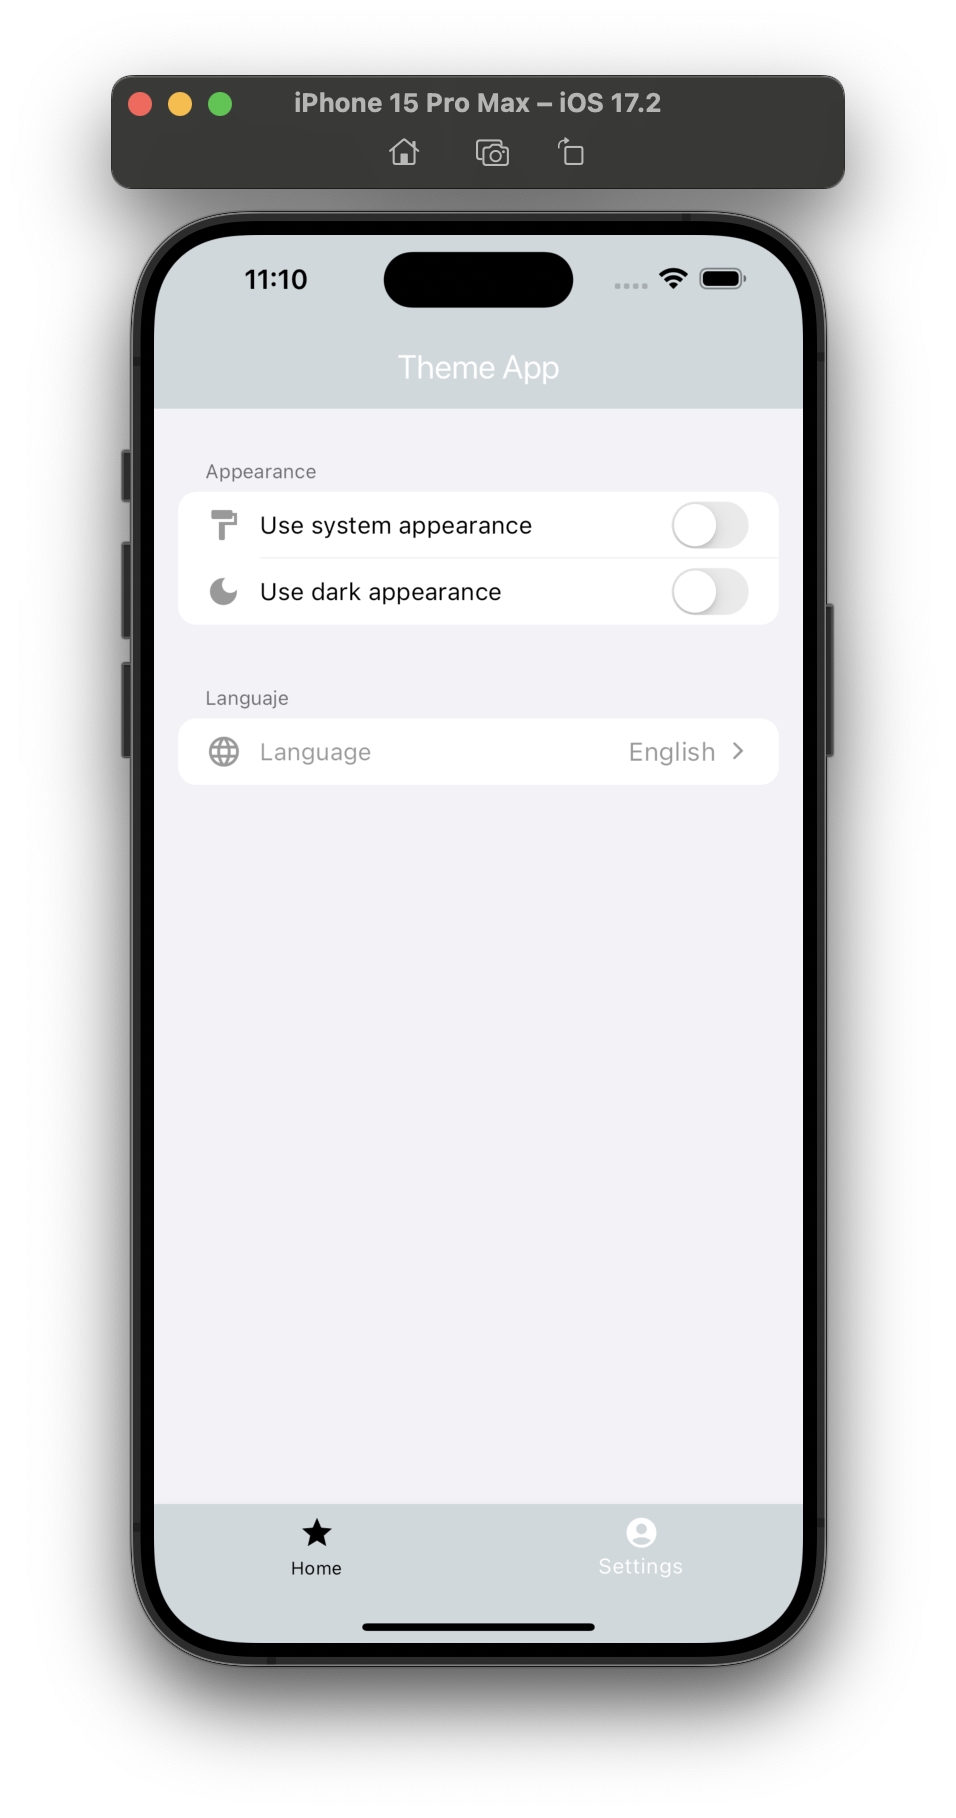 iPhone 15 Pro Max – iOS 17.2
11:10
Theme App
Appearance
Use system appearance
Use dark appearance
Languaje
Language English
Home Settings